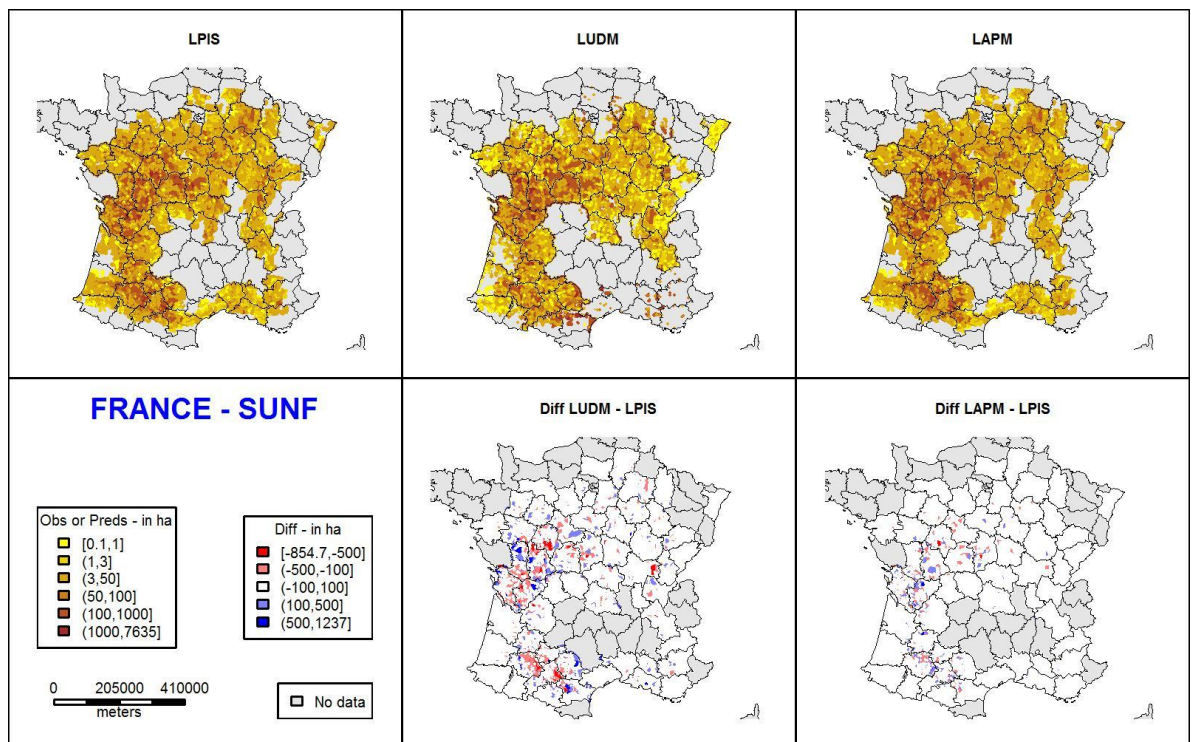 LPIS
LUDM
LAPM
FRANCE - SUNF
Obs or Preds - in ha
[0.1,1]
(1,3]
(3,50]
(50,100]
(100,1000]
(1000,7635]
Diff - in ha
[-854.7,-500]
(-500,-100]
(-100,100]
(100,500]
(500,1237]
0 205000 410000
meters
No data
Diff LUDM - LPIS
Diff LAPM - LPIS